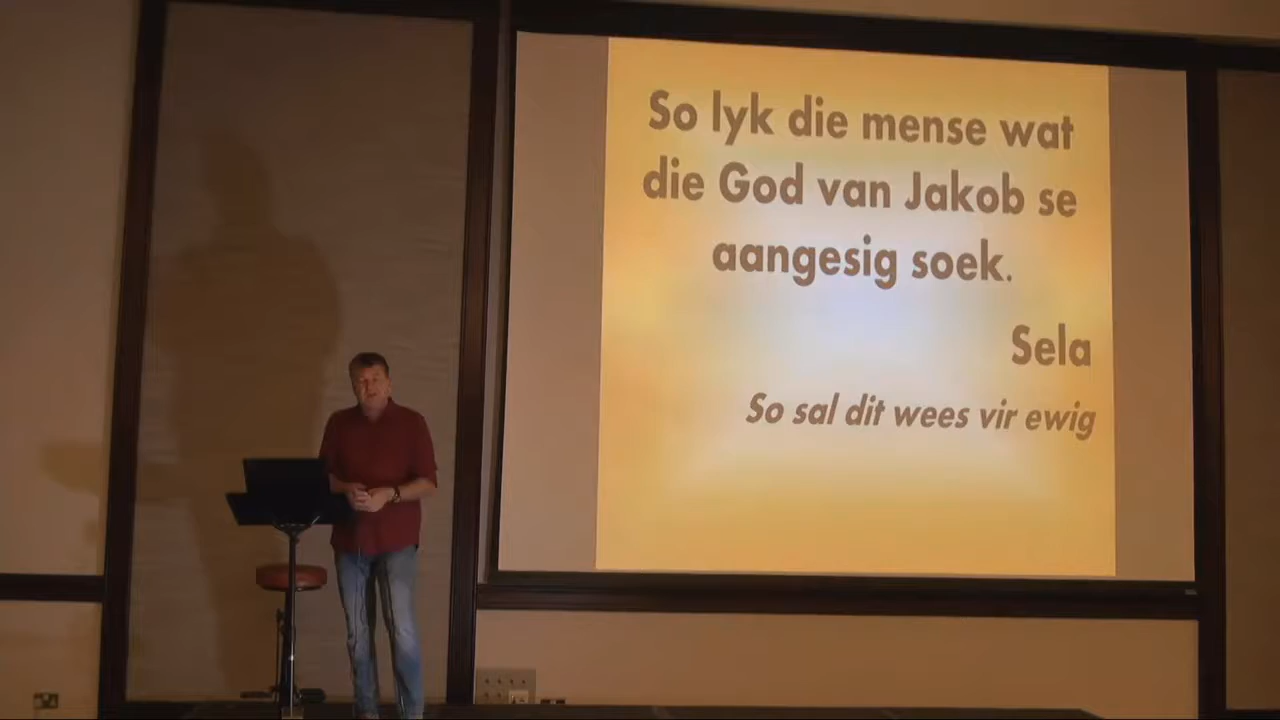 So lyk die mense wat
die God van Jakob se
aangesig soek.
Sela
So sal dit wees vir ewig